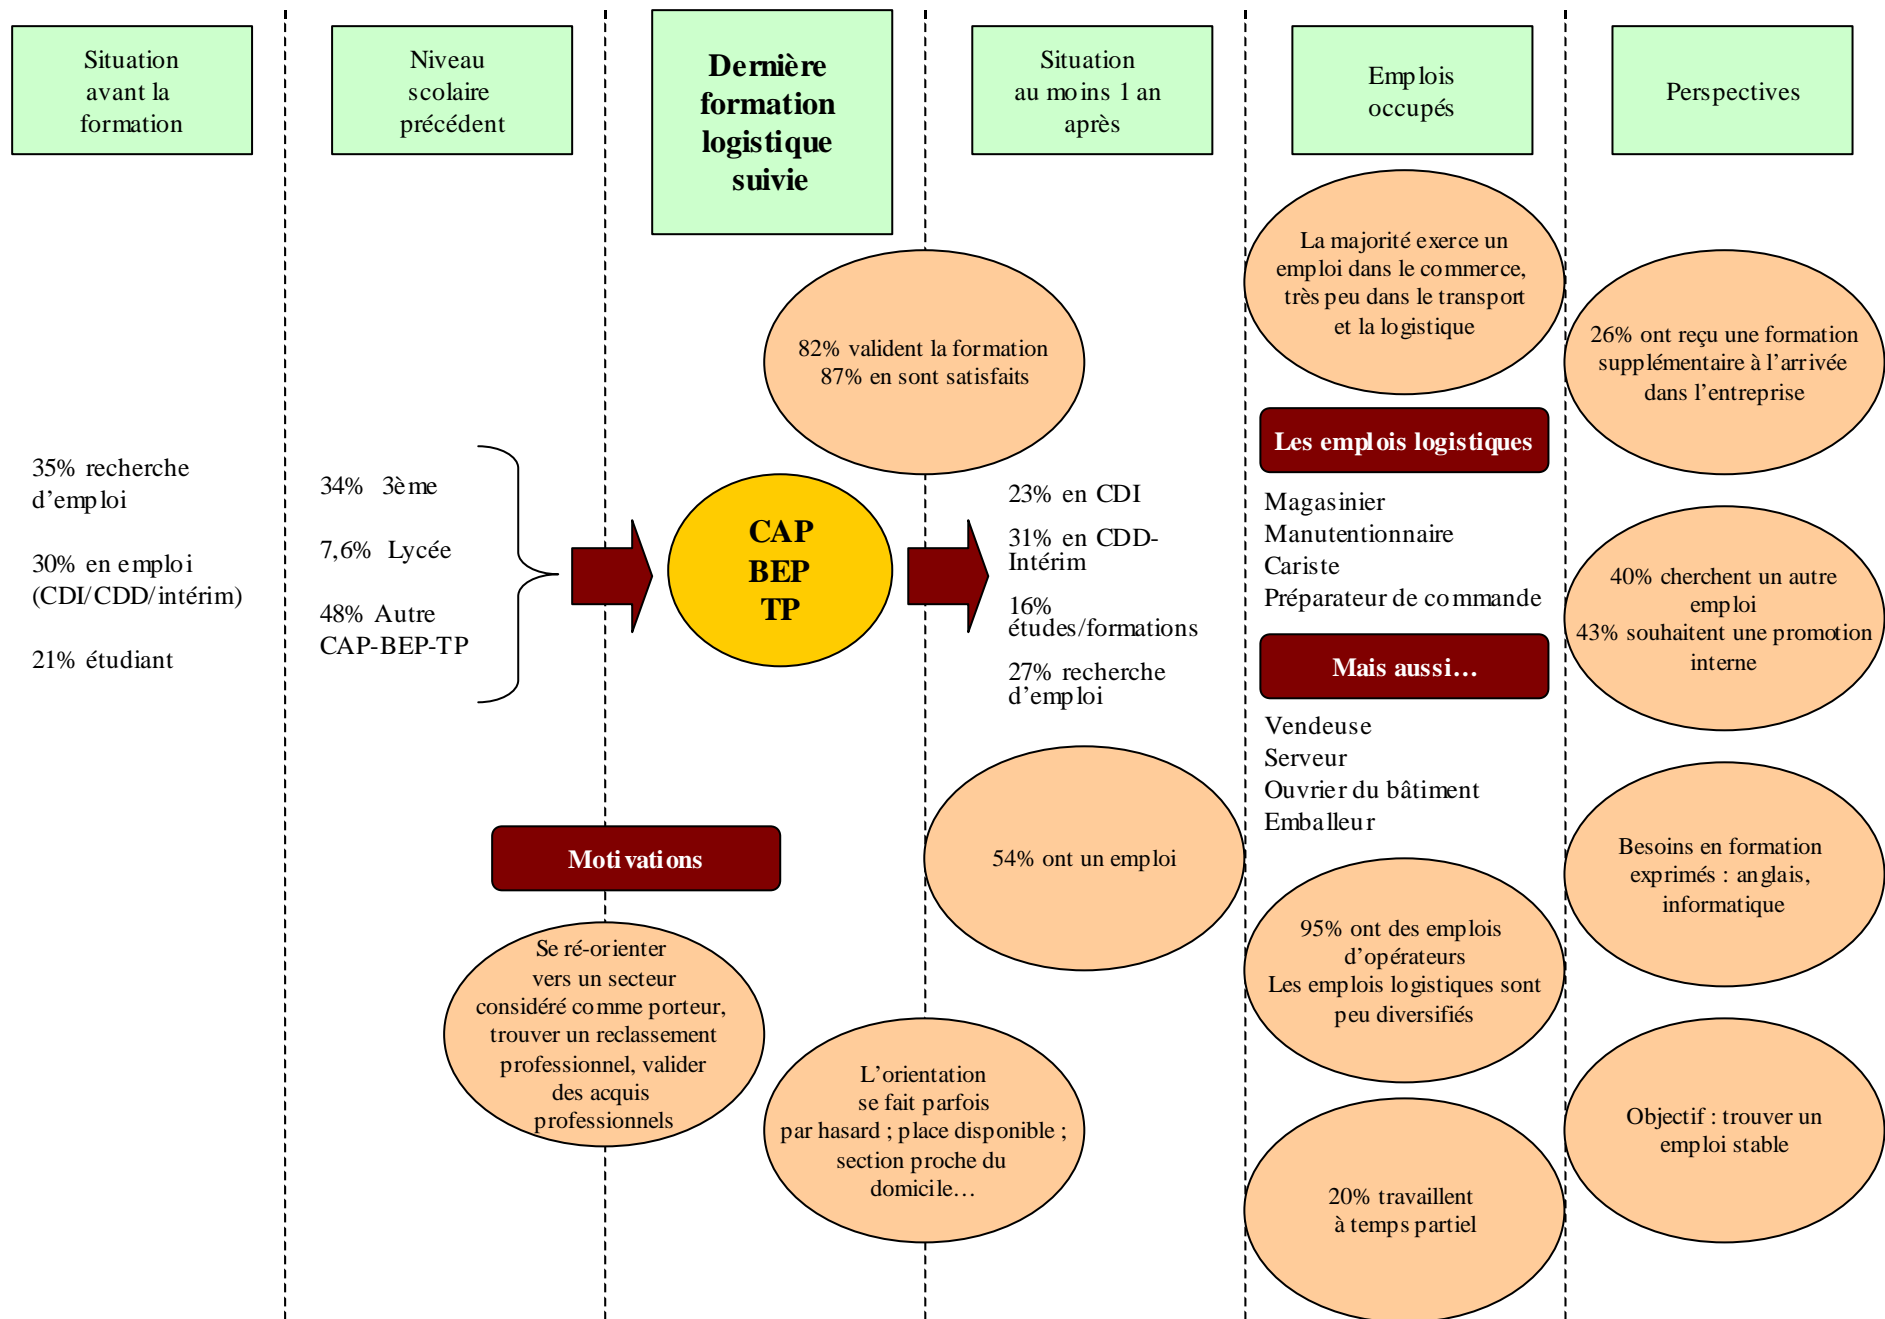 Situation
avant la
formation
Niveau
scolaire
précédent
Dernière
formation
logistique
suivie
Situation
au moins 1 an
après
Emplois
occupés
Perspectives
35% recherche
d’emploi
30% en emploi
(CDI/CDD/intérim)
21% étudiant
34% 3ème
7,6% Lycée
48% Autre
CAP-BEP-TP
82% valident la formation
87% en sont satisfaits
CAP
BEP
TP
Motivations
Se ré-orienter
vers un secteur
considéré comme porteur,
trouver un reclassement
professionnel, valider
des acquis
professionnels
L’orientation
se fait parfois
par hasard ; place disponible ;
section proche du
domicile…
23% en CDI
31% en CDD-
Intérim
16%
études/formations
27% recherche
d’emploi
54% ont un emploi
La majorité exerce un
emploi dans le commerce,
très peu dans le transport
et la logistique
Les emplois logistiques
Magasinier
Manutentionnaire
Cariste
Préparateur de commande
Mais aussi…
Vendeuse
Serveur
Ouvrier du bâtiment
Emballeur
95% ont des emplois
d’opérateurs
Les emplois logistiques sont
peu diversifiés
20% travaillent
à temps partiel
26% ont reçu une formation
supplémentaire à l’arrivée
dans l’entreprise
40% cherchent un autre
emploi
43% souhaitent une promotion
interne
Besoins en formation
exprimés : anglais,
informatique
Objectif : trouver un
emploi stable